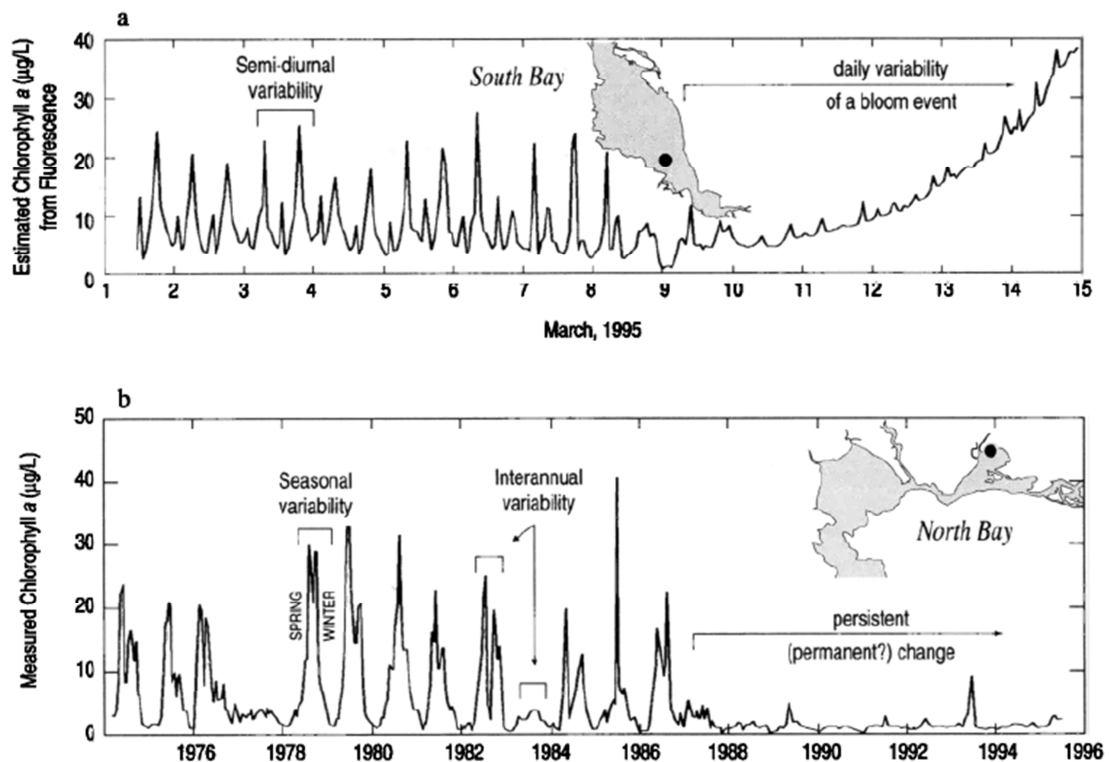 a
Estimated Chlorophyll a (µg/L)
from Fluorescence
40
30
20
10
0
Semi-diurnal
variability
South Bay
daily variability
of a bloom event
1 2 3 4 5 6 7 8 9 10 11 12 13 14 15
March, 1995
b
Measured Chlorophyll a (µg/L)
50
40
30
20
10
0
Seasonal
variability
SPRING
WINTER
Interannual
variability
North Bay
persistent
(permanent?) change
1976 1978 1980 1982 1984 1986 1988 1990 1992 1994 1996